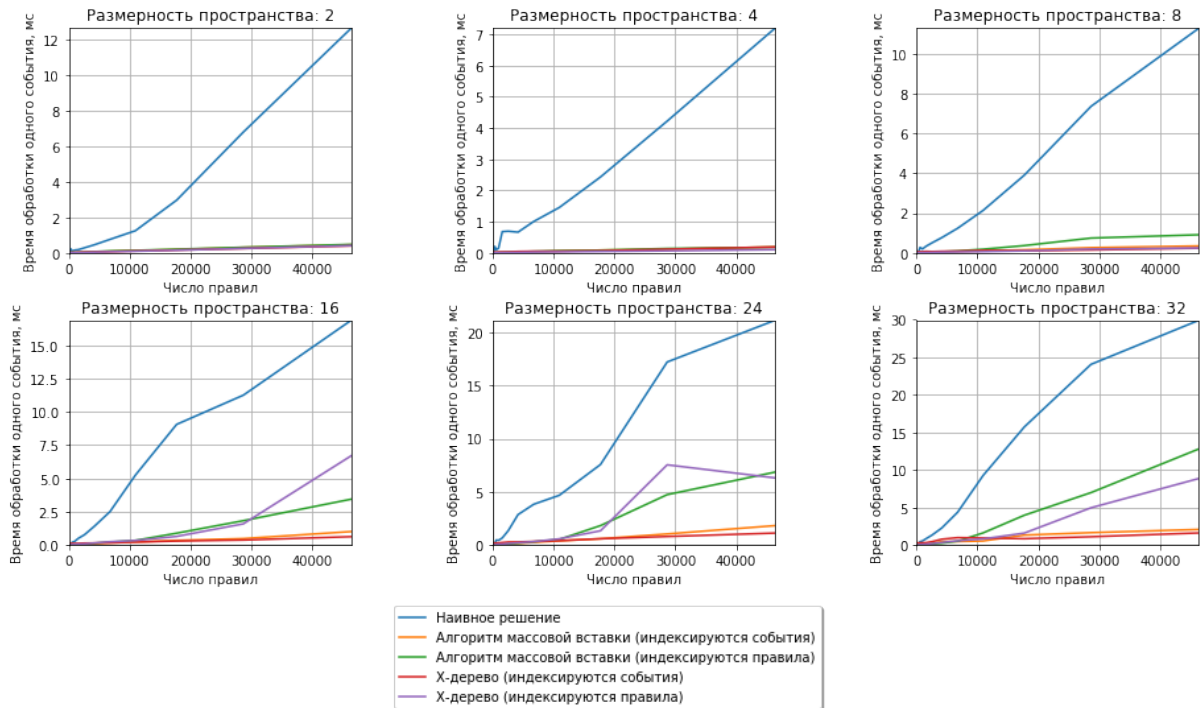 Размерность пространства: 2
Время обработки одного события, мс
12
10
8
6
4
2
0
0 10000 20000 30000 40000
Число правил
Размерность пространства: 4
Время обработки одного события, мс
7
6
5
4
3
2
1
0
0 10000 20000 30000 40000
Число правил
Размерность пространства: 8
Время обработки одного события, мс
10
8
6
4
2
0
0 10000 20000 30000 40000
Число правил
Размерность пространства: 16
Время обработки одного события, мс
15.0
12.5
10.0
7.5
5.0
2.5
0.0
0 10000 20000 30000 40000
Число правил
Размерность пространства: 24
Время обработки одного события, мс
20
15
10
5
0
0 10000 20000 30000 40000
Число правил
Размерность пространства: 32
Время обработки одного события, мс
30
25
20
15
10
5
0
0 10000 20000 30000 40000
Число правил
Наивное решение
Алгоритм массовой вставки (индексируются события)
Алгоритм массовой вставки (индексируются правила)
X-дерево (индексируются события)
X-дерево (индексируются правила)